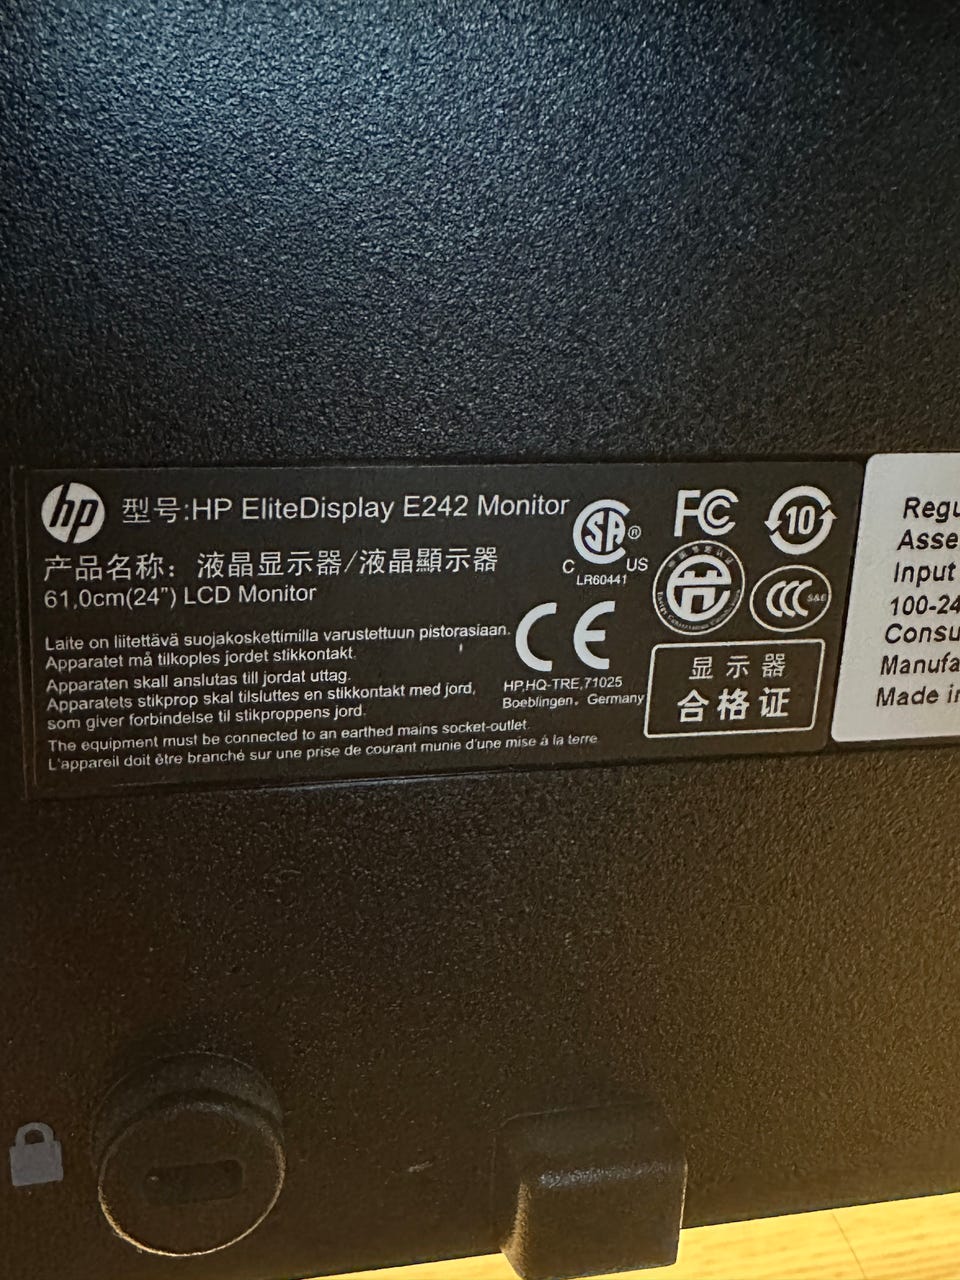 hp
型号:HP EliteDisplay E242 Monitor
产品名称：液晶显示器/液晶顯示器
61,0cm(24”) LCD Monitor
Laite on liitettävä suojakoskettimilla varustettuun pistorasiaan.
Apparatet må tilkoples jordet stikkontakt.
Apparaten skall anslutas till jordat uttag.
Apparatets stikprop skal tilsluttes en stikkontakt med jord,
som giver forbindelse til stikproppens jord.
The equipment must be connected to an earthed mains socket-outlet.
L'appareil doit être branché sur une prise de courant munie d'une mise à la terre.
SA®
C US
LR60441
FC
10
CCC S&E
CE
HP,HQ-TRE,71025
Boeblingen, Germany
显示器
合格证
Regu
Asse
Input
100-24
Consu
Manufa
Made in